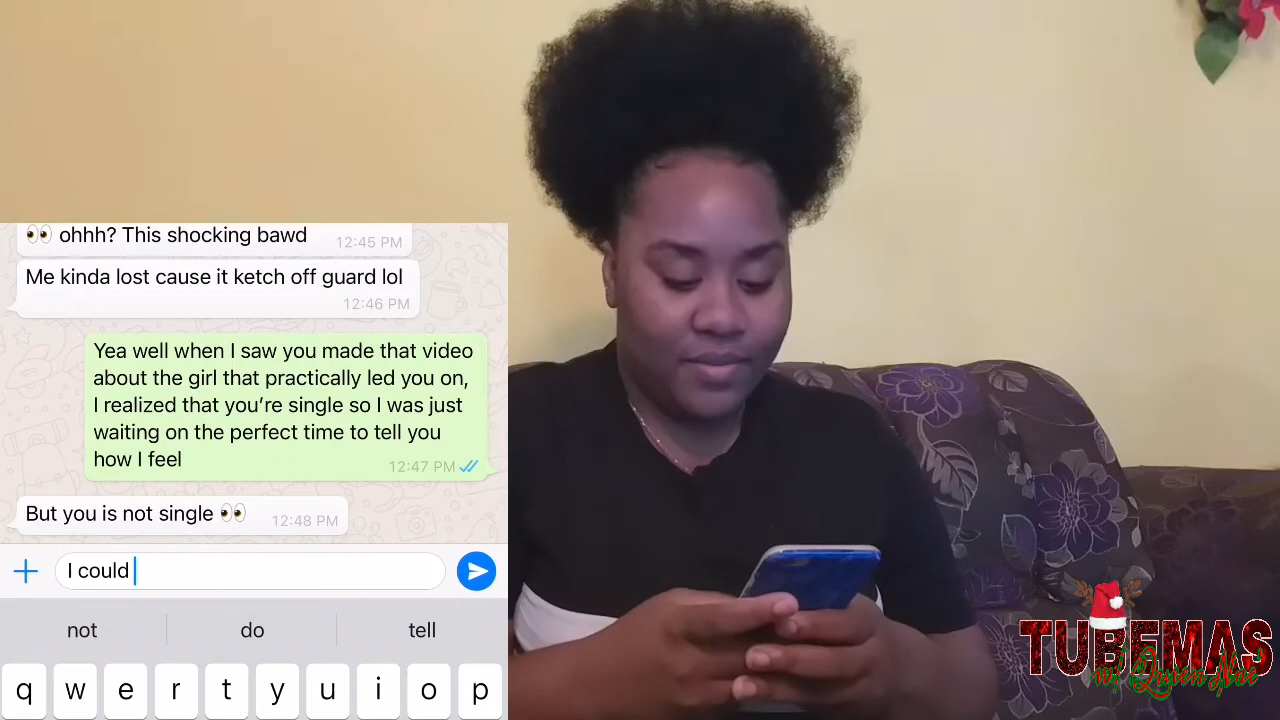 👀 ohhh? This shocking bawd
12:45 PM
Me kinda lost cause it ketch off guard lol
12:46 PM
Yea well when I saw you made that video
about the girl that practically led you on,
I realized that you’re single so I was just
waiting on the perfect time to tell you
how I feel
12:47 PM
But you is not single 👀
12:48 PM
I could
not do tell
q w e r t y u i o p
TUBEMAS
w/ Queen Nae